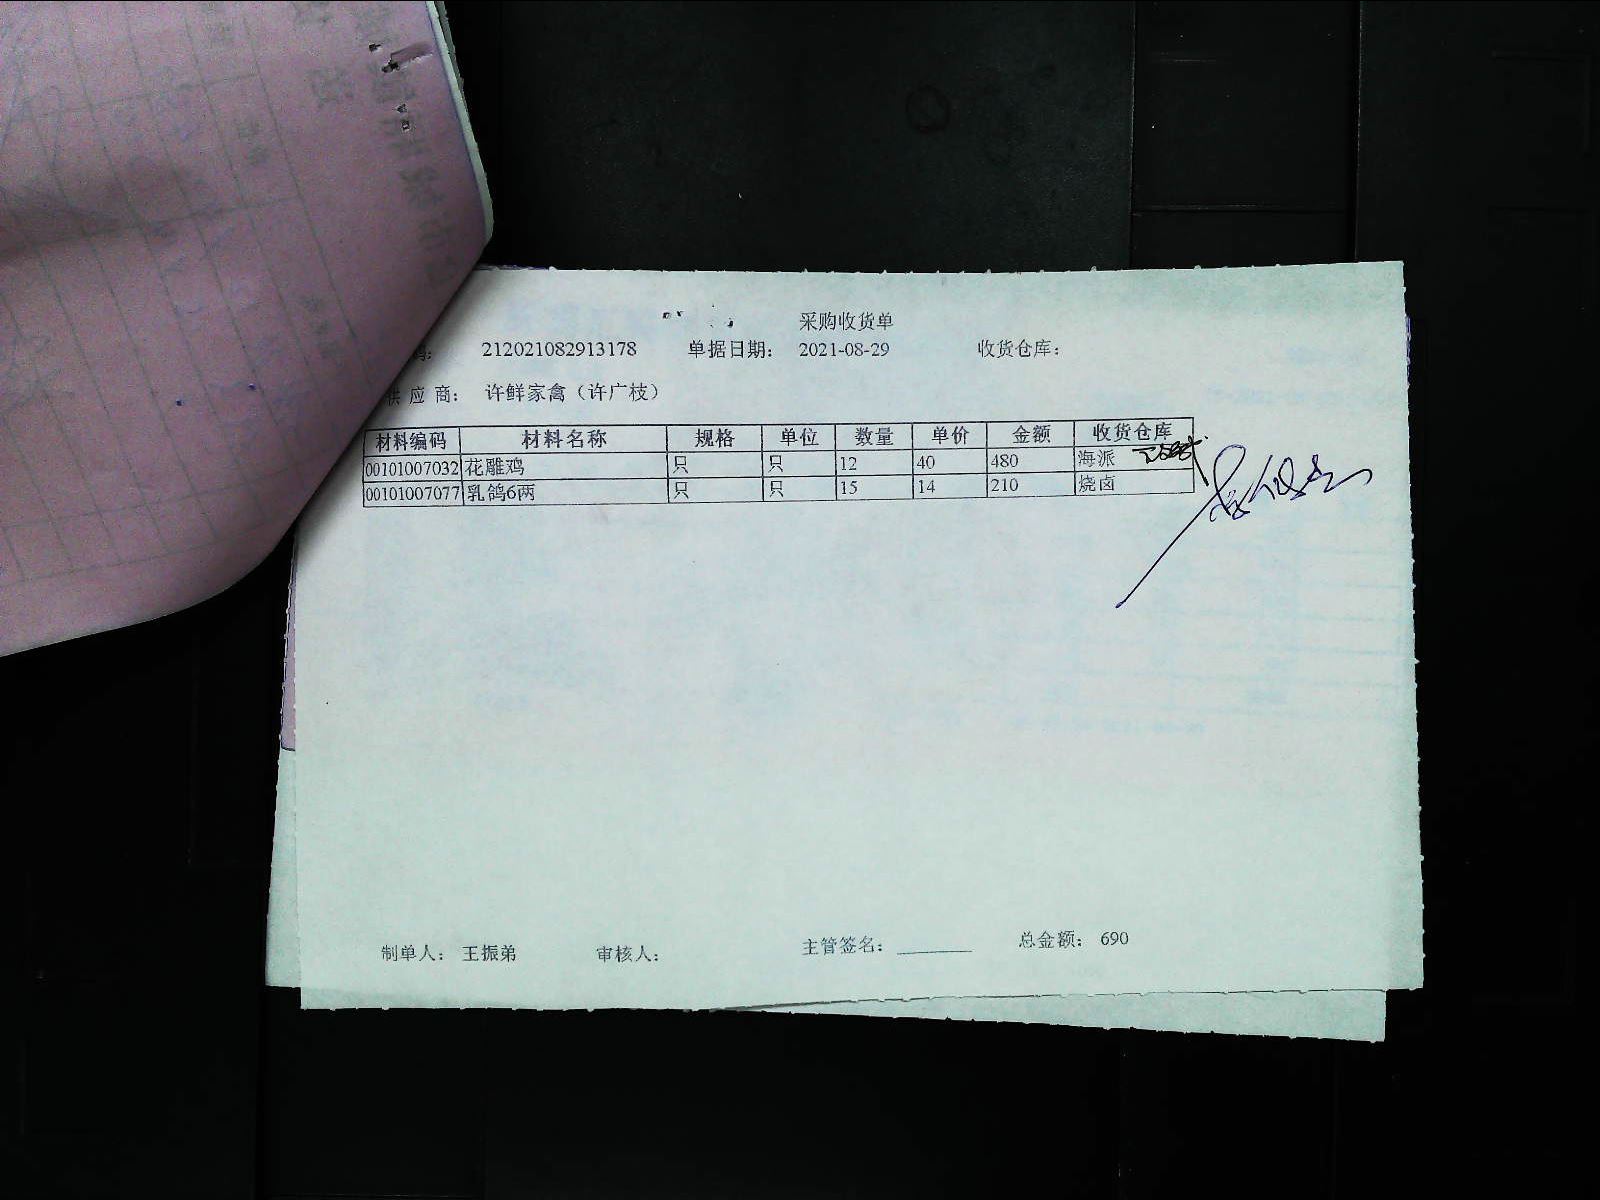 采购收货单
码： 212021082913178 单据日期： 2021-08-29 收货仓库：
供应商： 许鲜家禽（许广枝）
材料编码 材料名称 规格 单位 数量 单价 金额 收货仓库
00101007032 花雕鸡 只 只 12 40 480 海派
00101007077 乳鸽6两 只 只 15 14 210 烧卤
制单人： 王振弟 审核人： 主管签名： 总金额： 690